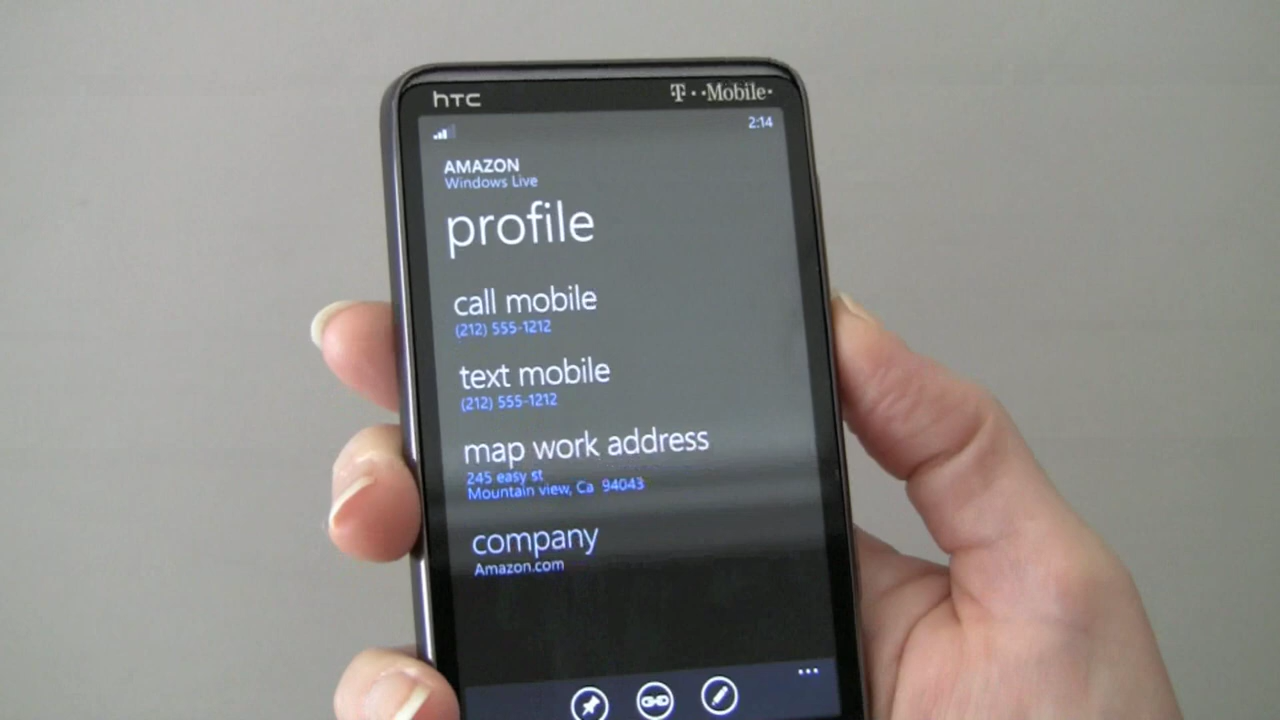 hTC T··Mobile·
2:14
AMAZON
Windows Live
profile
call mobile
(212) 555-1212
text mobile
(212) 555-1212
map work address
245 easy st
Mountain view, Ca 94043
company
Amazon.com